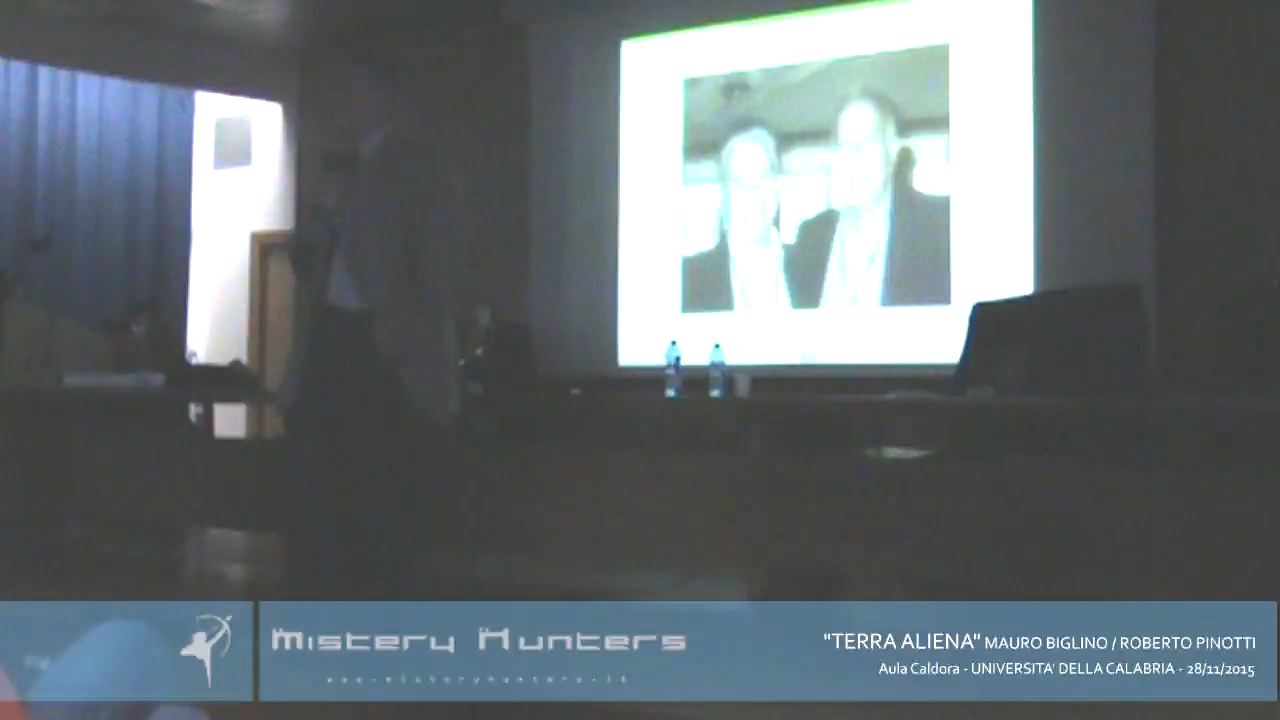 Mistery Hunters
"TERRA ALIENA" MAURO BIGLINO / ROBERTO PINOTTI
Aula Caldora - UNIVERSITA' DELLA CALABRIA - 28/11/2015